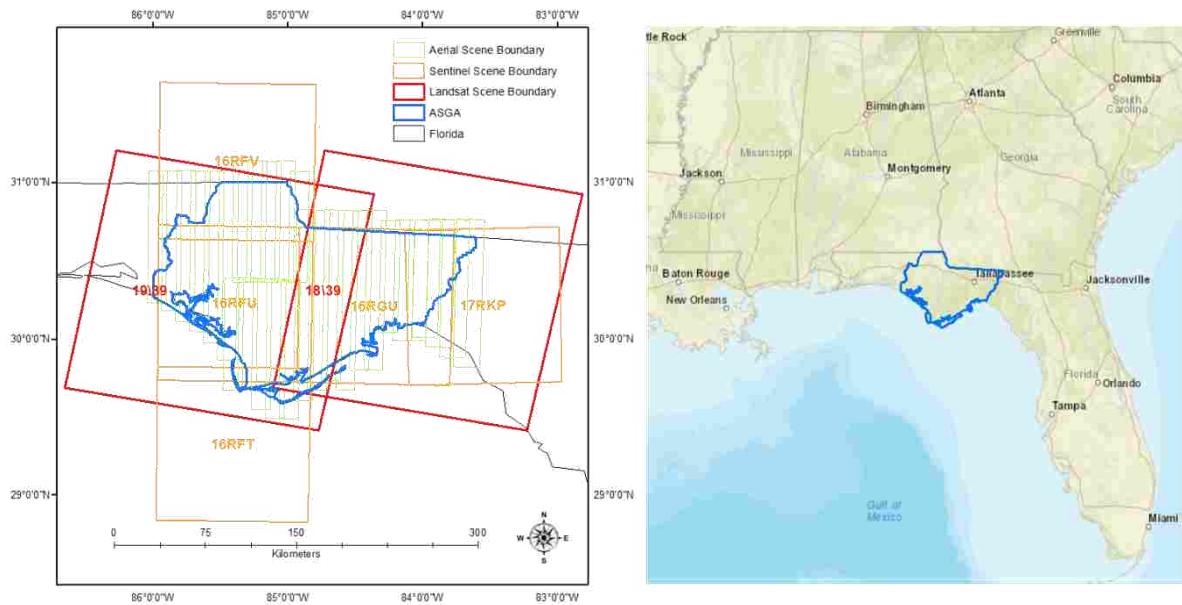 86°0'0"W
85°0'0"W
84°0'0"W
83°0'0"W
Aerial Scene Boundary
Sentinel Scene Boundary
Landsat Scene Boundary
ASGA
Florida
16RFV
31°0'0"N
31°0'0"N
19\39
16RFU
18\39
16RGU
17RKP
30°0'0"N
30°0'0"N
16RFT
29°0'0"N
29°0'0"N
0
75
150
300
Kilometers
N
W
E
S
86°0'0"W
85°0'0"W
84°0'0"W
83°0'0"W
tle Rock
Greenville
Columbia
South
Carolina
Atlanta
Birmingham
Mississippi
Alabama
Georgia
Montgomery
Jackson
Mississippi
Baton Rouge
Tallahassee
Jacksonville
New Orleans
Florida
Orlando
Tampa
Gulf of
Mexico
Miami